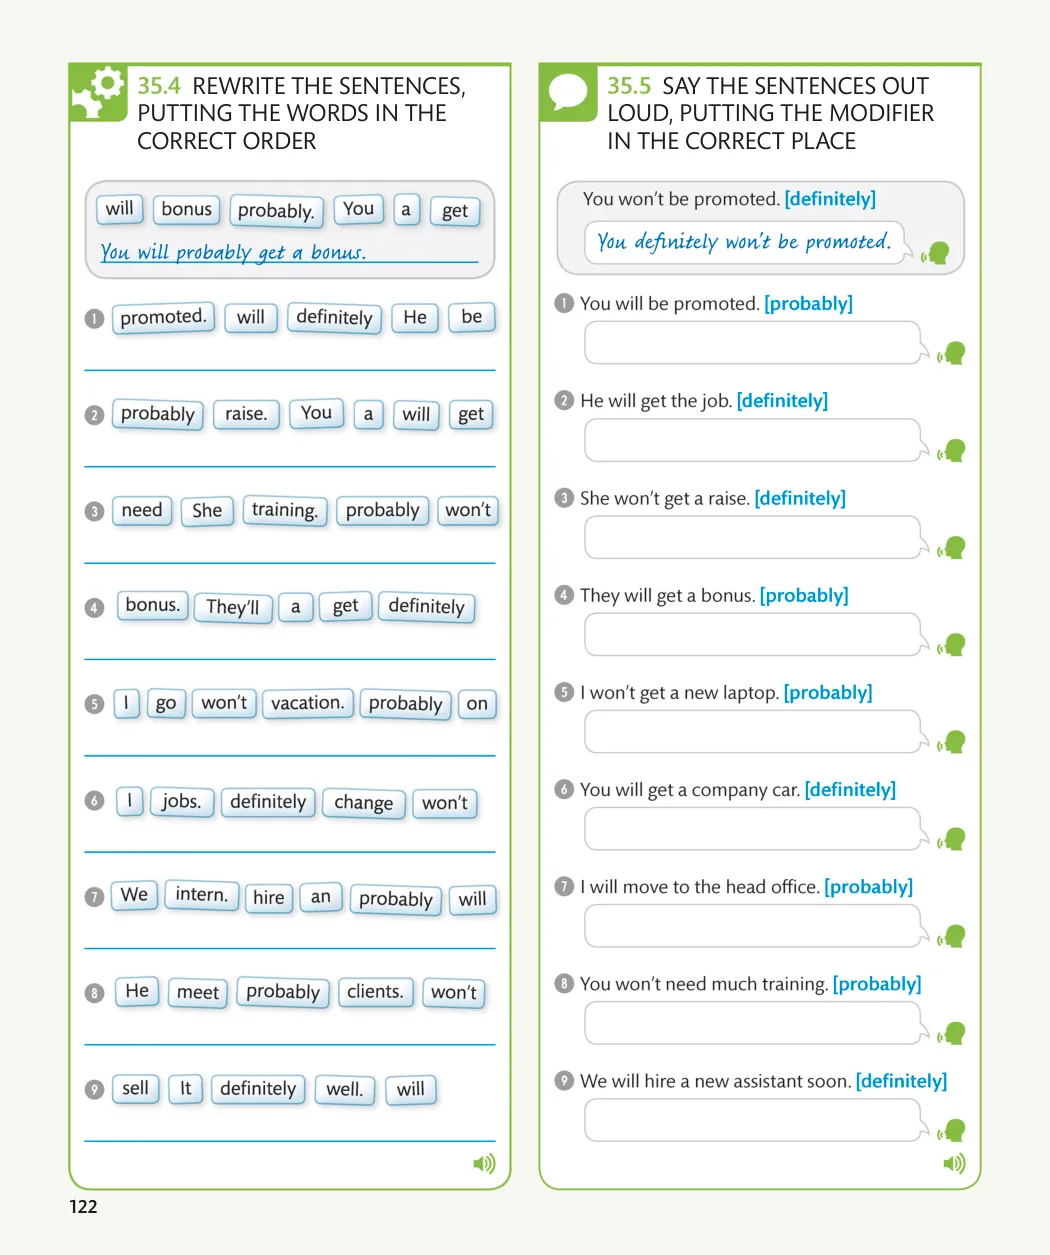 35.4 REWRITE THE SENTENCES,
PUTTING THE WORDS IN THE
CORRECT ORDER
will bonus probably. You a get
You will probably get a bonus.
1 promoted. will definitely He be
2 probably raise. You a will get
3 need She training. probably won't
4 bonus. They'll a get definitely
5 I go won't vacation. probably on
6 I jobs. definitely change won't
7 We intern. hire an probably will
8 He meet probably clients. won't
9 sell It definitely well. will
35.5 SAY THE SENTENCES OUT
LOUD, PUTTING THE MODIFIER
IN THE CORRECT PLACE
You won't be promoted. [definitely]
You definitely won't be promoted.
1 You will be promoted. [probably]
2 He will get the job. [definitely]
3 She won't get a raise. [definitely]
4 They will get a bonus. [probably]
5 I won't get a new laptop. [probably]
6 You will get a company car. [definitely]
7 I will move to the head office. [probably]
8 You won't need much training. [probably]
9 We will hire a new assistant soon. [definitely]
122